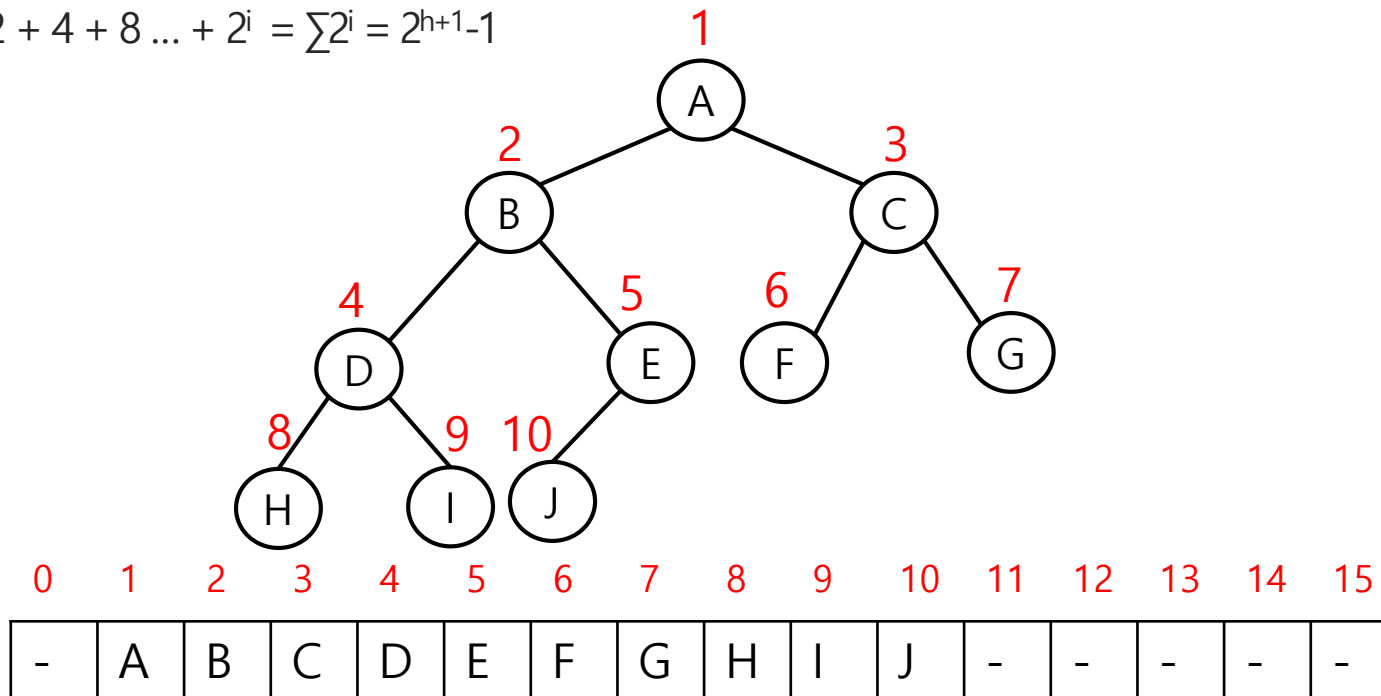 2 + 4 + 8 ... + 2ⁱ = ∑2ⁱ = 2ʰ⁺¹-1
1
A
2 3
B C
4 5 6 7
D E F G
8 9 10
H I J
0 1 2 3 4 5 6 7 8 9 10 11 12 13 14 15
- A B C D E F G H I J - - - - -